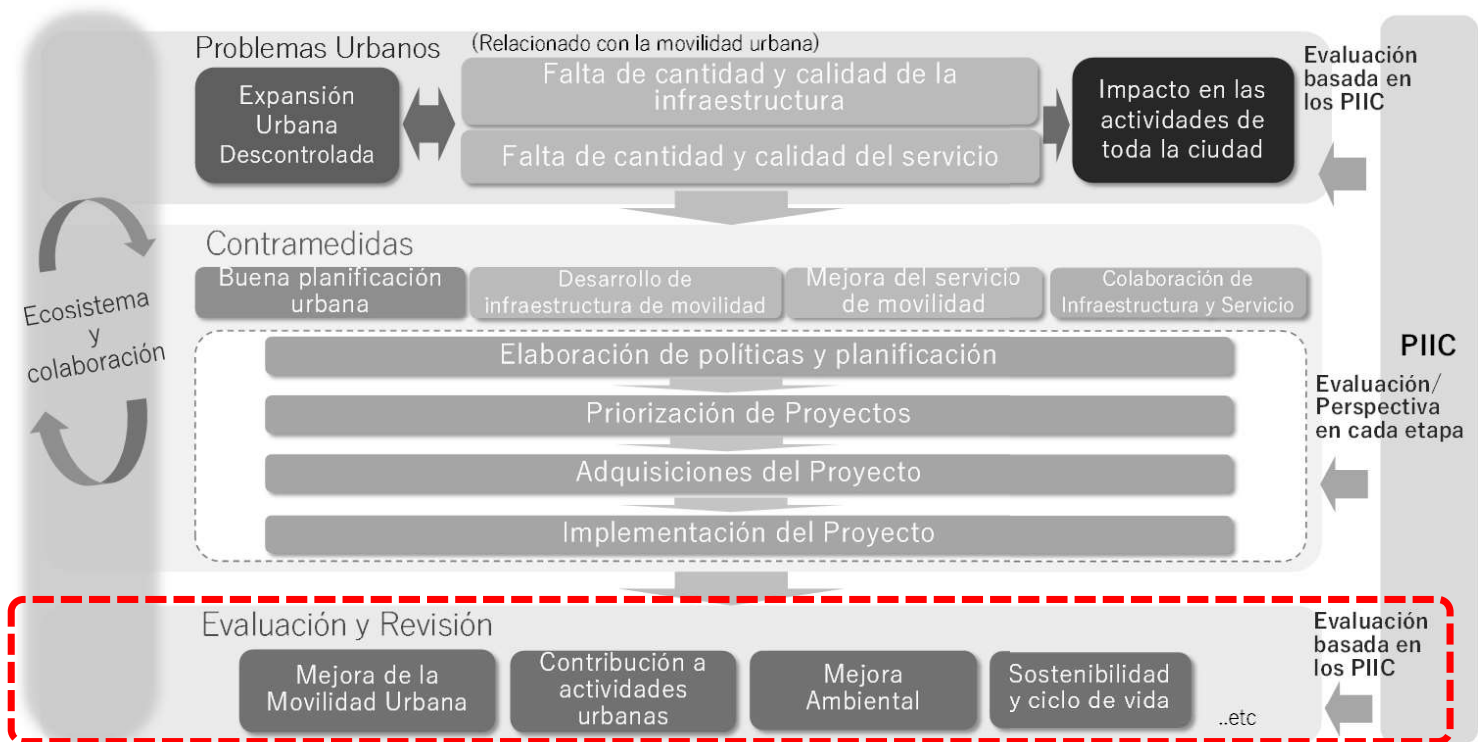 Problemas Urbanos
(Relacionado con la movilidad urbana)
Expansión
Urbana
Descontrolada
Falta de cantidad y calidad de la
infraestructura
Falta de cantidad y calidad del servicio
Impacto en las
actividades de
toda la ciudad
Evaluación
basada en
los PIIC
Contramedidas
Buena planificación
urbana
Desarrollo de
infraestructura de movilidad
Mejora del servicio
de movilidad
Colaboración de
Infraestructura y Servicio
Ecosistema
y
colaboración
Elaboración de políticas y planificación
Priorización de Proyectos
Adquisiciones del Proyecto
Implementación del Proyecto
PIIC
Evaluación/
Perspectiva
en cada etapa
Evaluación y Revisión
Mejora de la
Movilidad Urbana
Contribución a
actividades
urbanas
Mejora
Ambiental
Sostenibilidad
y ciclo de vida
..etc
Evaluación
basada en
los PIIC